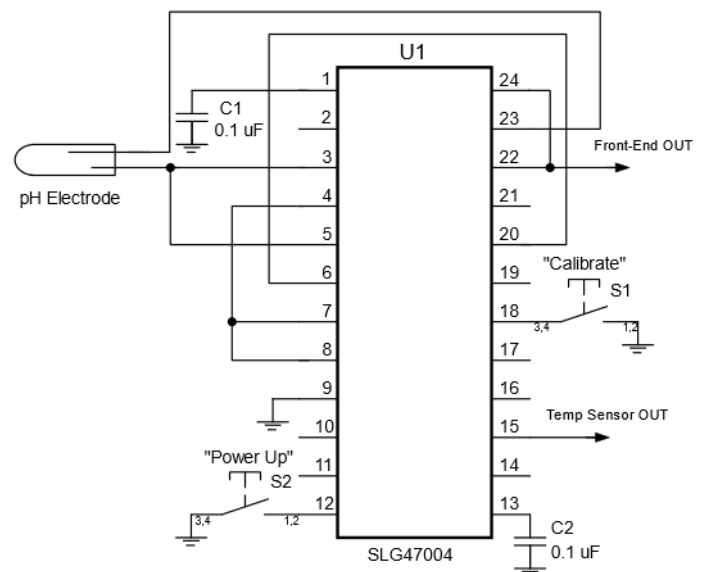 U1
1
24
C1
0.1 uF
2
23
Front-End OUT
3
22
pH Electrode
4
21
5
20
"Calibrate"
6
19
S1
7
18
3,4
1,2
8
17
9
16
Temp Sensor OUT
10
15
"Power Up"
11
14
S2
12
13
3,4
1,2
C2
0.1 uF
SLG47004